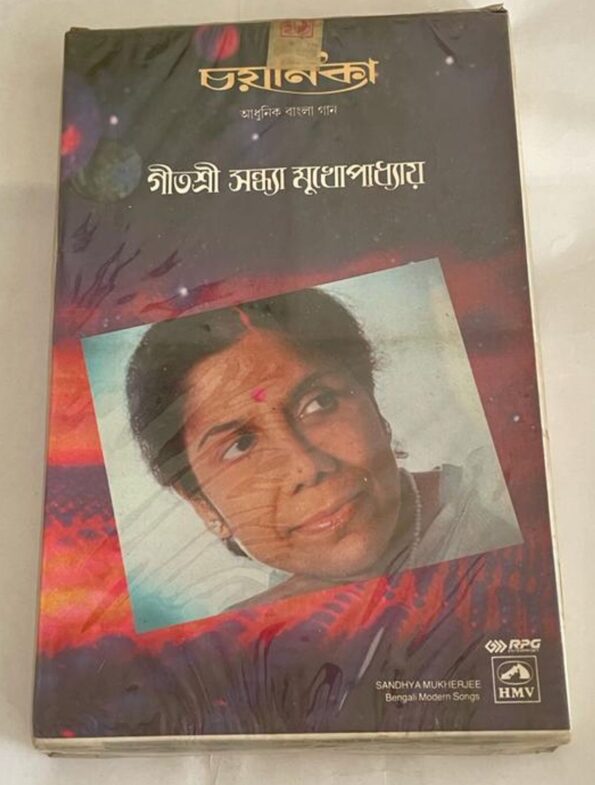 চয়নিকা
আধুনিক বাংলা গান
গীতশ্রী সন্ধ্যা মুখোপাধ্যায়
RPG
SANDHYA MUKHERJEE
Bengali Modern Songs
HMV